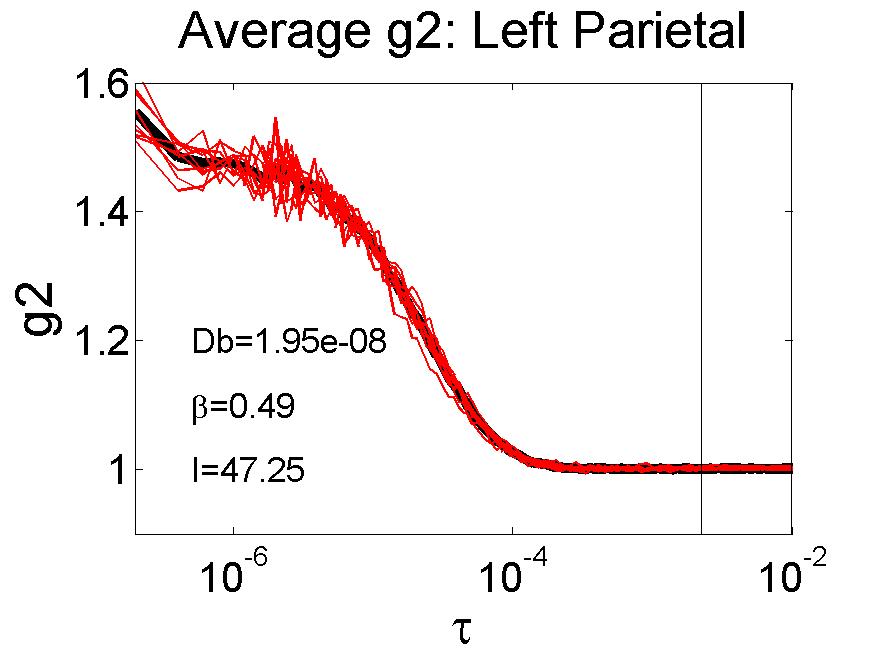 Average g2: Left Parietal
1.6
1.4
1.2
1
g2
Db=1.95e-08
β=0.49
I=47.25
10^-6
10^-4
10^-2
τ